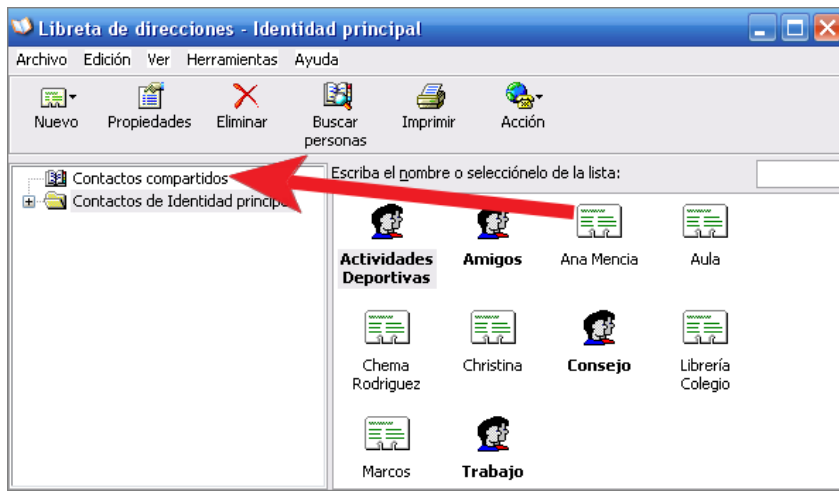 Libreta de direcciones - Identidad principal
Archivo Edición Ver Herramientas Ayuda
Nuevo Propiedades Eliminar Buscar personas Imprimir Acción
Contactos compartidos
Contactos de Identidad
Escriba el nombre o selecciónelo de la lista:
Actividades Deportivas
Amigos
Ana Mencia
Aula
Chema Rodriguez
Christina
Consejo
Librería Colegio
Marcos
Trabajo